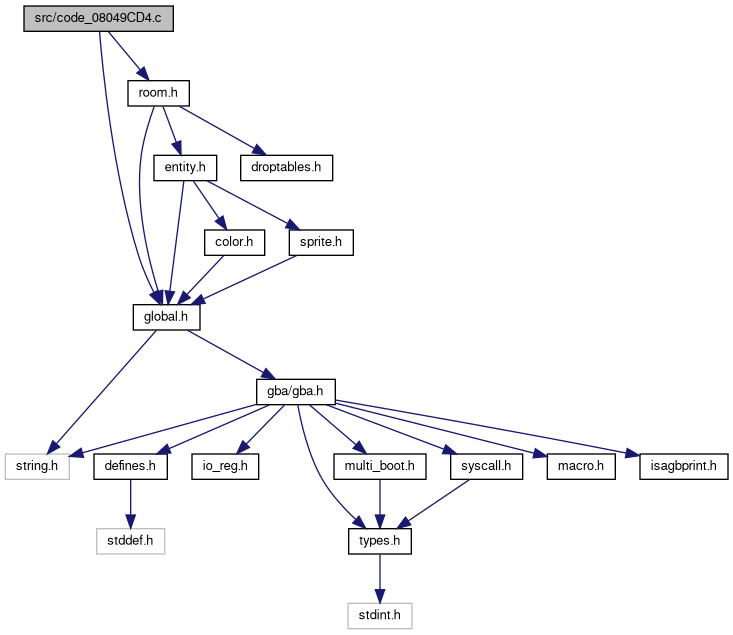 src/code_08049CD4.c
room.h
entity.h
droptables.h
color.h
sprite.h
global.h
gba/gba.h
string.h
defines.h
io_reg.h
multi_boot.h
syscall.h
macro.h
isagbprint.h
stddef.h
types.h
stdint.h